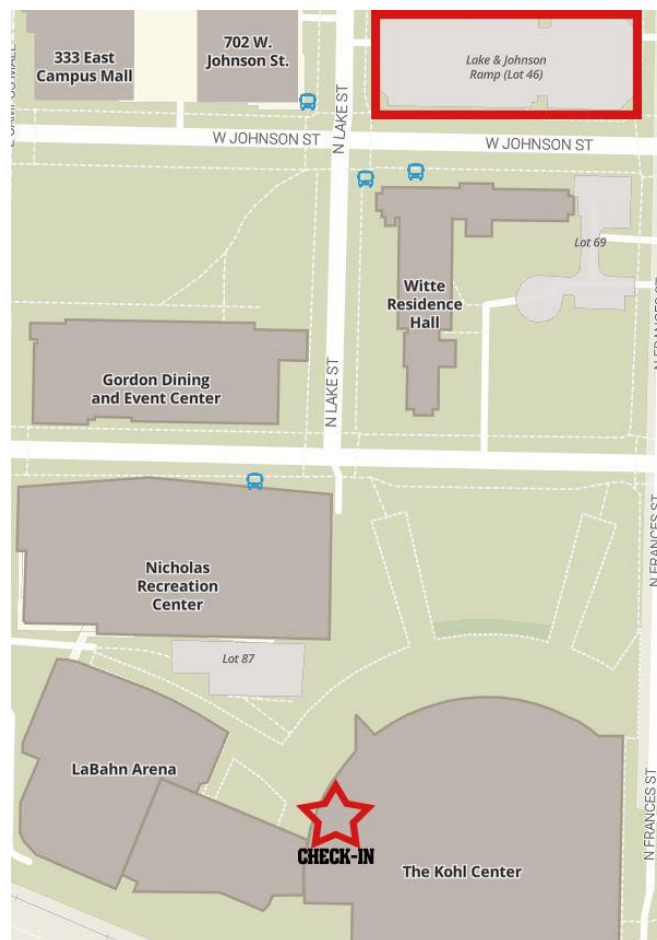 333 East
Campus Mall
702 W.
Johnson St.
Lake & Johnson
Ramp (Lot 46)
N LAKE ST
W JOHNSON ST
W JOHNSON ST
Lot 69
Witte
Residence
Hall
N FRANCES ST
Gordon Dining
and Event Center
N LAKE ST
Nicholas
Recreation
Center
N FRANCES ST
Lot 87
LaBahn Arena
N FRANCES ST
CHECK-IN
The Kohl Center